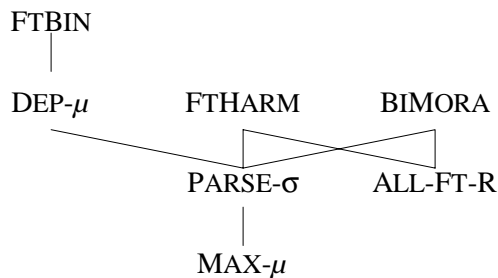 FTBIN
DEP-μ FTHARM BIMORA
PARSE-σ ALL-FT-R
MAX-μ